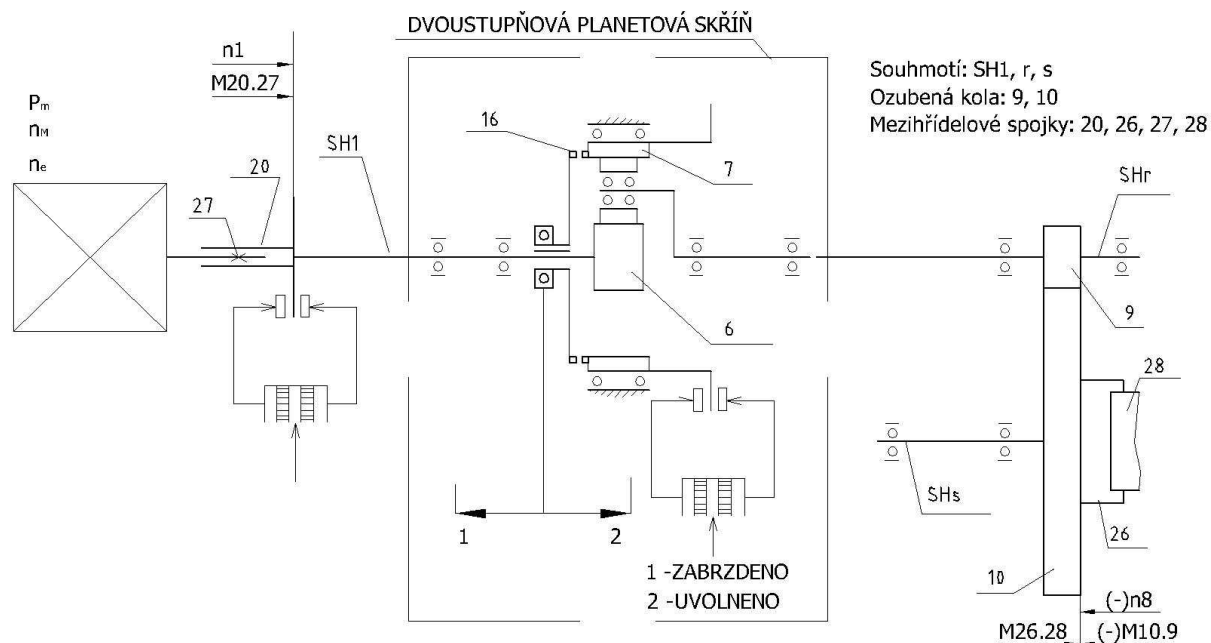 DVOUSTUPŇOVÁ PLANETOVÁ SKŘÍŇ
n1
M20.27
Souhmotí: SH1, r, s
Ozubená kola: 9, 10
Mezihřídelové spojky: 20, 26, 27, 28
Pm
nM
ne
20
27
SH1
16
7
6
SHr
9
28
SHs
26
10
1
2
1 -ZABRZDENO
2 -UVOLNENO
(-)n8
M26.28
(-)M10.9